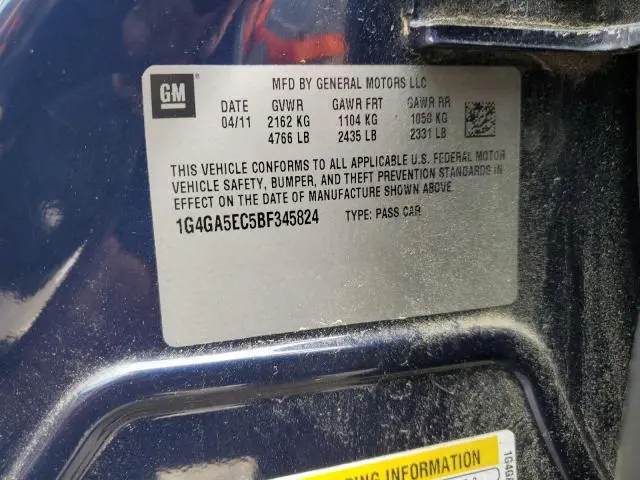 GM
MFD BY GENERAL MOTORS LLC
DATE GVWR GAWR FRT GAWR RR
04/11 2162 KG 1104 KG 1058 KG
4766 LB 2435 LB 2331 LB
THIS VEHICLE CONFORMS TO ALL APPLICABLE U.S. FEDERAL MOTOR
VEHICLE SAFETY, BUMPER, AND THEFT PREVENTION STANDARDS IN
EFFECT ON THE DATE OF MANUFACTURE SHOWN ABOVE.
1G4GA5EC5BF345824 TYPE: PASS CAR
INFORMATION
1G4G